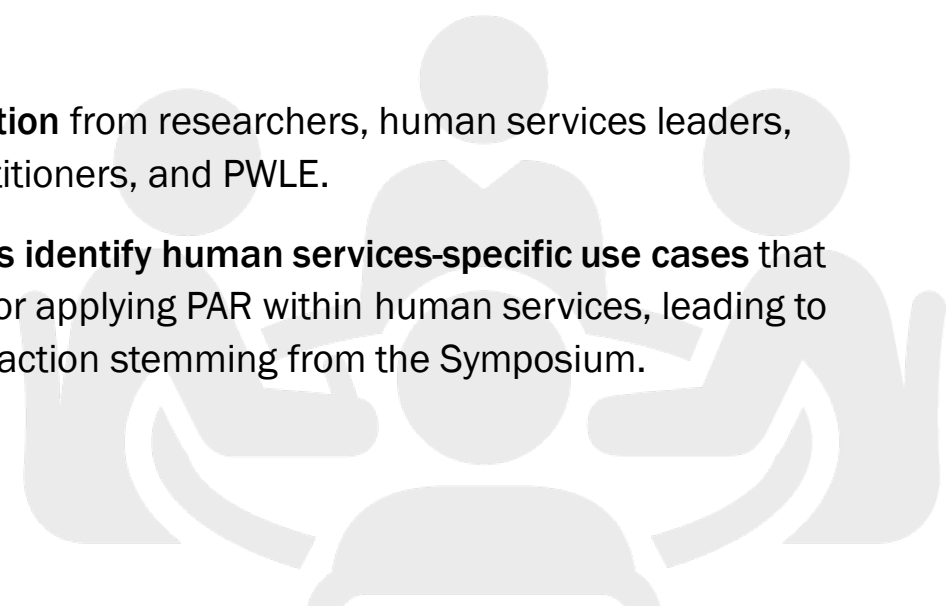 tion from researchers, human services leaders,
titioners, and PWLE.
s identify human services-specific use cases that
or applying PAR within human services, leading to
action stemming from the Symposium.